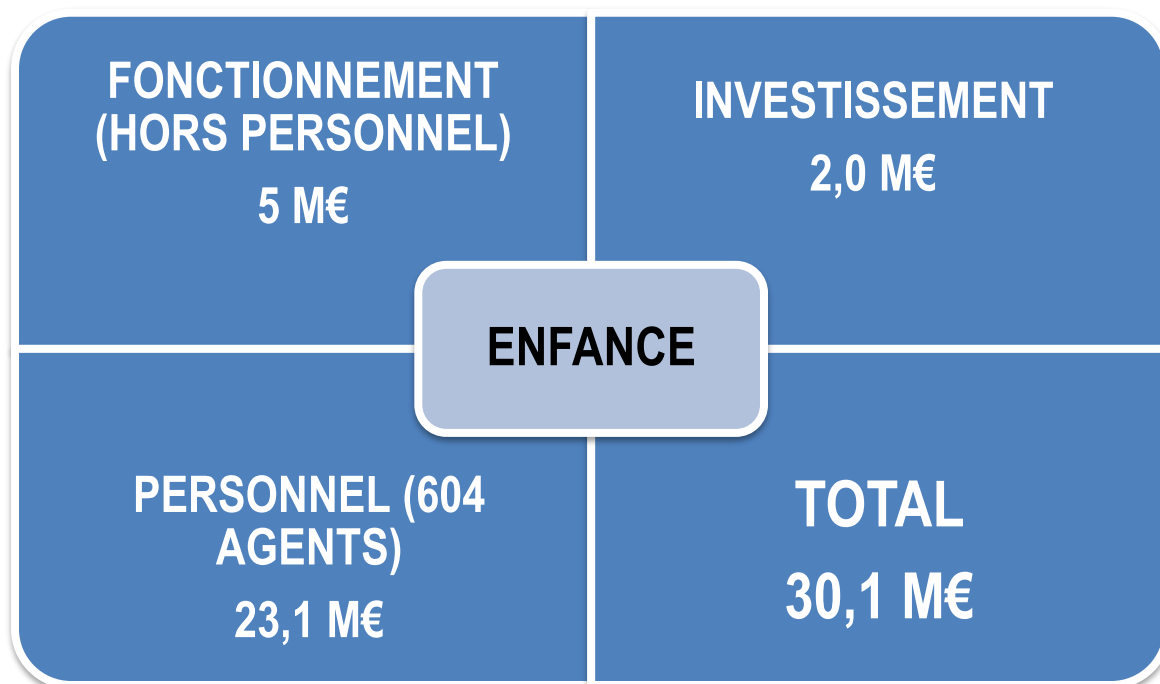 FONCTIONNEMENT
(HORS PERSONNEL)
5 M€
INVESTISSEMENT
2,0 M€
ENFANCE
PERSONNEL (604
AGENTS)
23,1 M€
TOTAL
30,1 M€